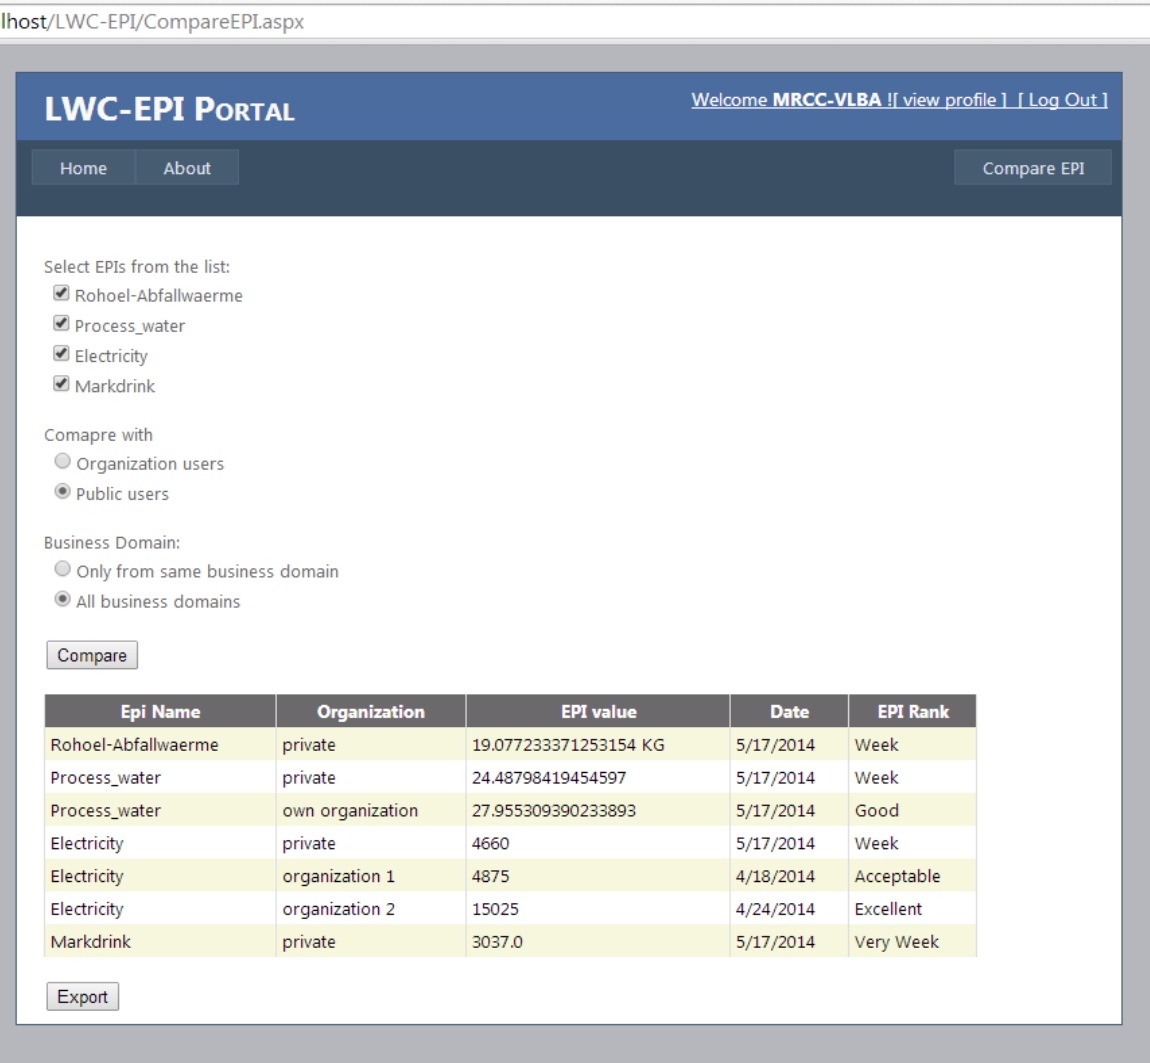 lhost/LWC-EPI/CompareEPI.aspx
LWC-EPI PORTAL Welcome MRCC-VLBA ![ view profile ] [ Log Out ]
Home About Compare EPI
Select EPIs from the list:
Rohoel-Abfallwaerme
Process_water
Electricity
Markdrink
Comapre with
Organization users
Public users
Business Domain:
Only from same business domain
All business domains
Compare
Epi Name Organization EPI value Date EPI Rank
Rohoel-Abfallwaerme private 19.077233371253154 KG 5/17/2014 Week
Process_water private 24.48798419454597 5/17/2014 Week
Process_water own organization 27.955309390233893 5/17/2014 Good
Electricity private 4660 5/17/2014 Week
Electricity organization 1 4875 4/18/2014 Acceptable
Electricity organization 2 15025 4/24/2014 Excellent
Markdrink private 3037.0 5/17/2014 Very Week
Export